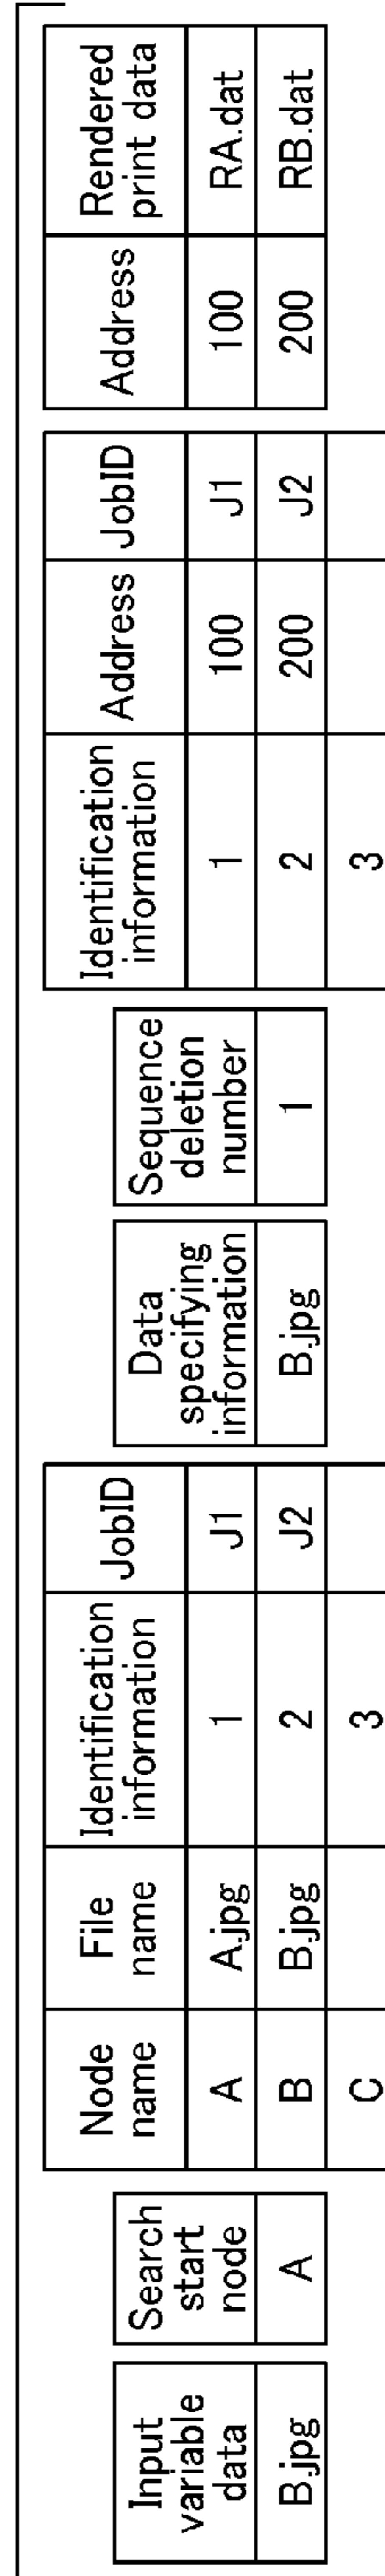 Input
variable
data
B.jpg
Search
start
node
A
Node
name
File
name
Identification
information
JobID
A
A.jpg
1
J1
B
B.jpg
2
J2
C
3
Data
specifying
information
B.jpg
Sequence
deletion
number
1
Identification
information
Address
JobID
1
100
J1
2
200
J2
3
Address
Rendered
print data
100
RA.dat
200
RB.dat